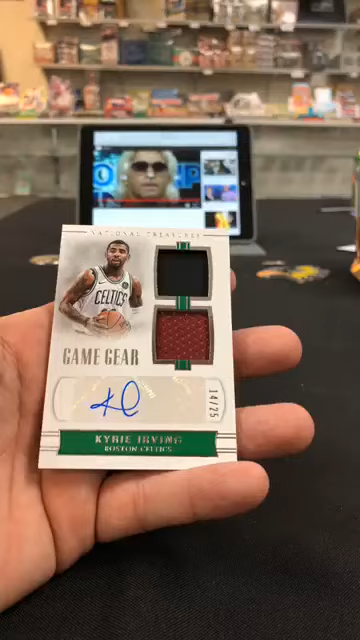 NATIONAL TREASURES
CELTICS
GAME GEAR
14/25
KYRIE IRVING
BOSTON CELTICS